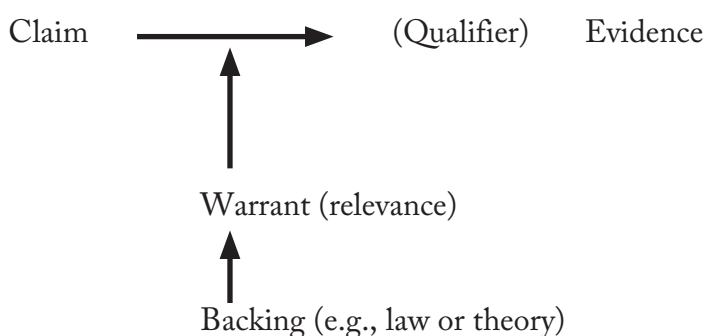 Claim (Qualifier) Evidence
Warrant (relevance)
Backing (e.g., law or theory)